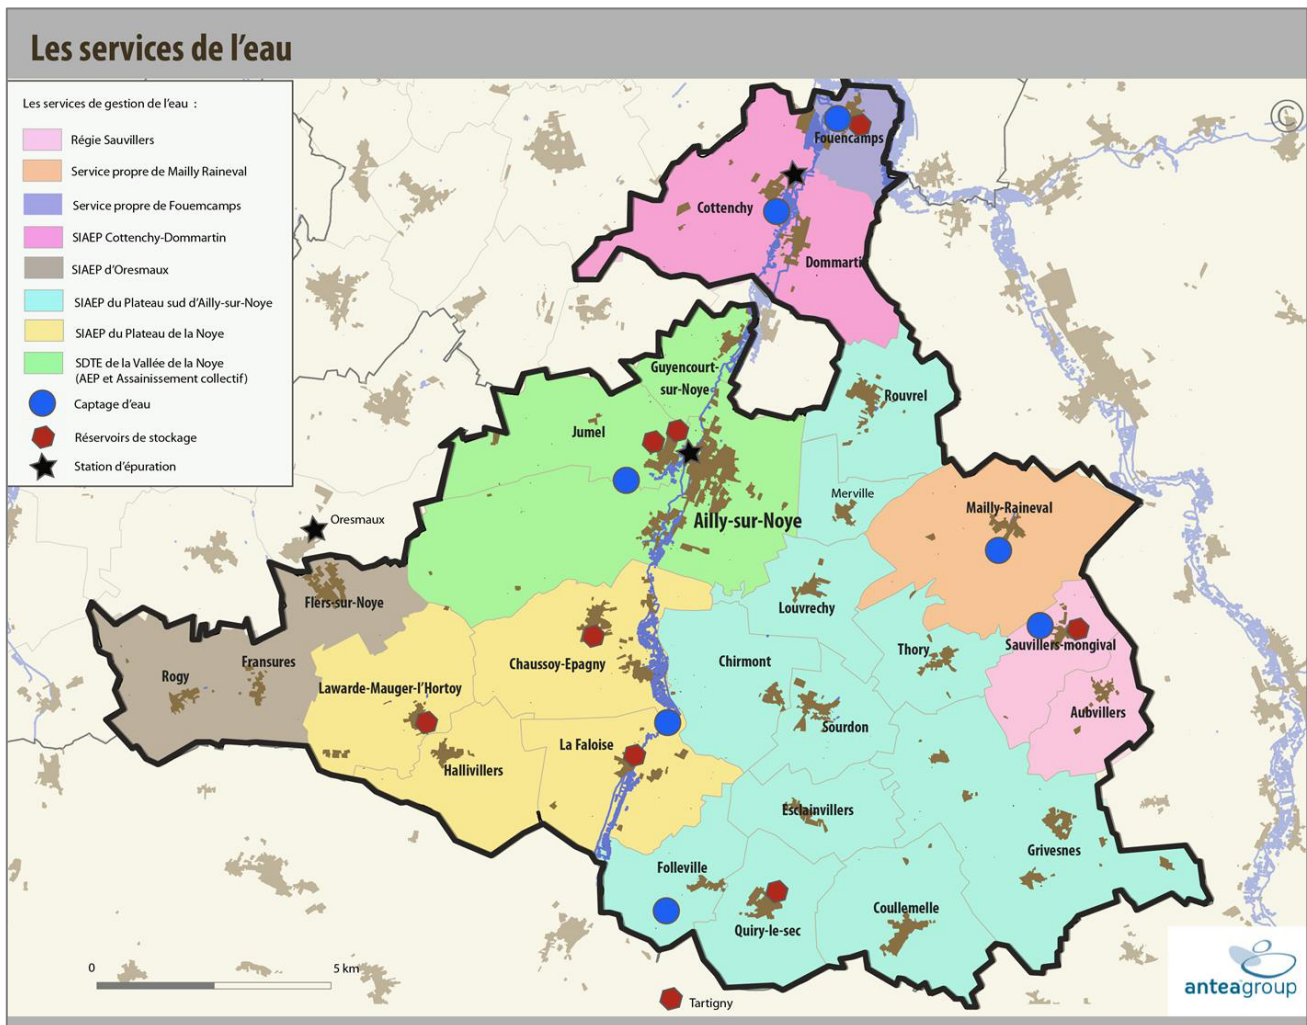 Les services de l'eau
Les services de gestion de l'eau :
Régie Sauvillers
Service propre de Mailly Raineval
Service propre de Fouemcamps
SIAEP Cottenchy-Dommartin
SIAEP d'Oresmaux
SIAEP du Plateau sud d'Ailly-sur-Noye
SIAEP du Plateau de la Noye
SDTE de la Vallée de la Noye
(AEP et Assainissement collectif)
Captage d'eau
Réservoirs de stockage
Station d'épuration
©
Fouencamps
Cottenchy
Dommarti
Guyencourt-
sur-Noye
Rouvrel
Jumel
Merville
Mailly-Raineval
Ailly-sur-Noye
Oresmaux
Flers-sur-Noye
Louvrechy
Sauvillers-mongival
Thory
Chirmont
Chaussoy-Epagny
Fransures
Rogy
Lawarde-Mauger-l'Hortoy
Aubvillers
Sourdon
La Faloise
Hallivillers
Esclainvillers
Grivesnes
Folleville
Coullemelle
Quiry-le-sec
0
5 km
Tartigny
anteagroup